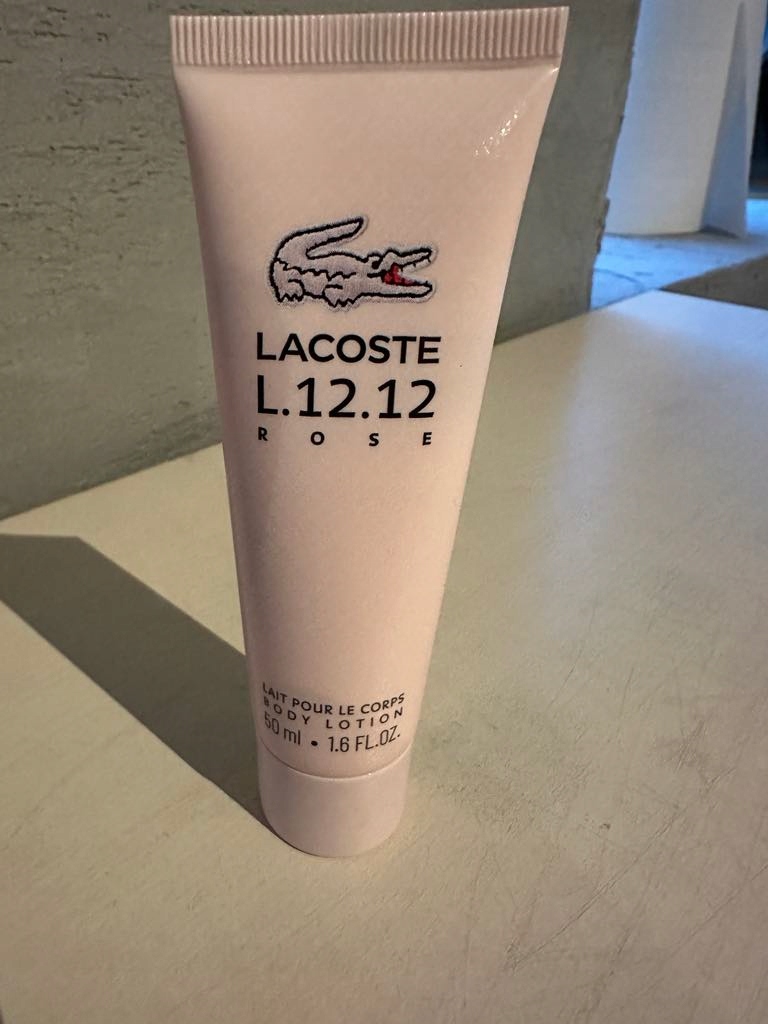 LACOSTE
L.12.12
ROSE
LAIT POUR LE CORPS
BODY LOTION
50 ml • 1.6 FL.OZ.